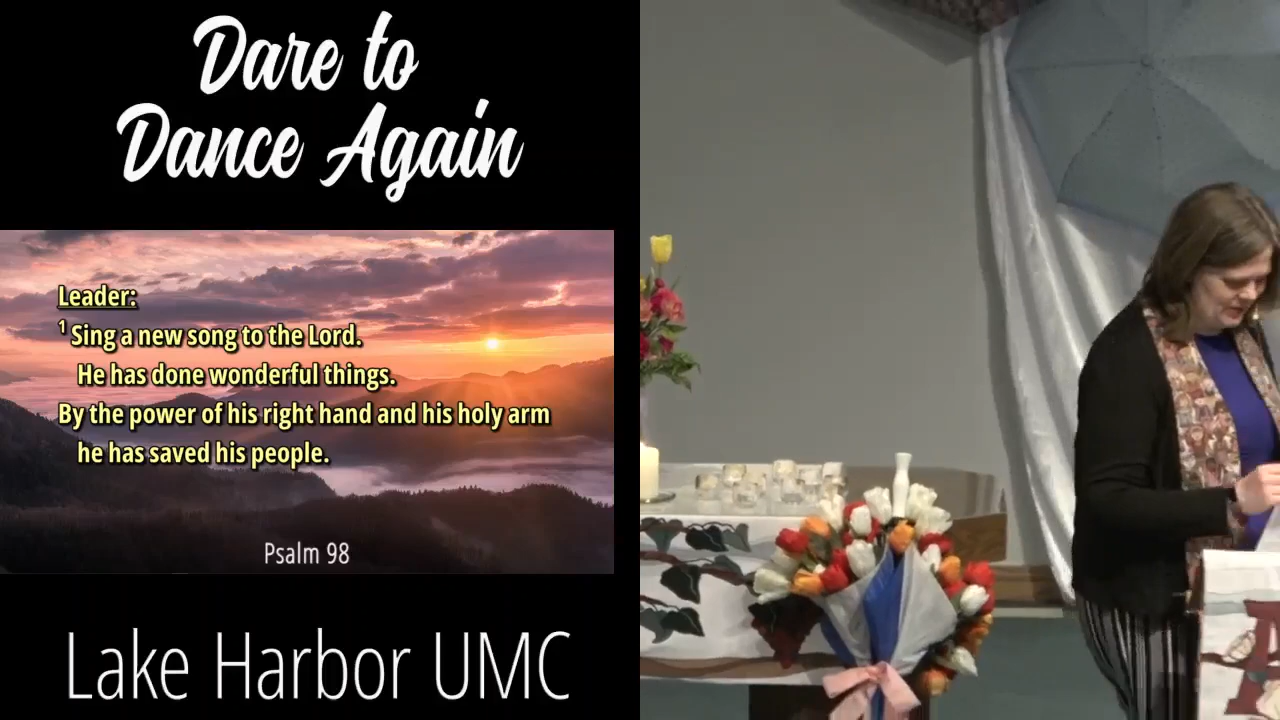 Dare to
Dance Again
Leader:
1 Sing a new song to the Lord.
He has done wonderful things.
By the power of his right hand and his holy arm
he has saved his people.
Psalm 98
Lake Harbor UMC